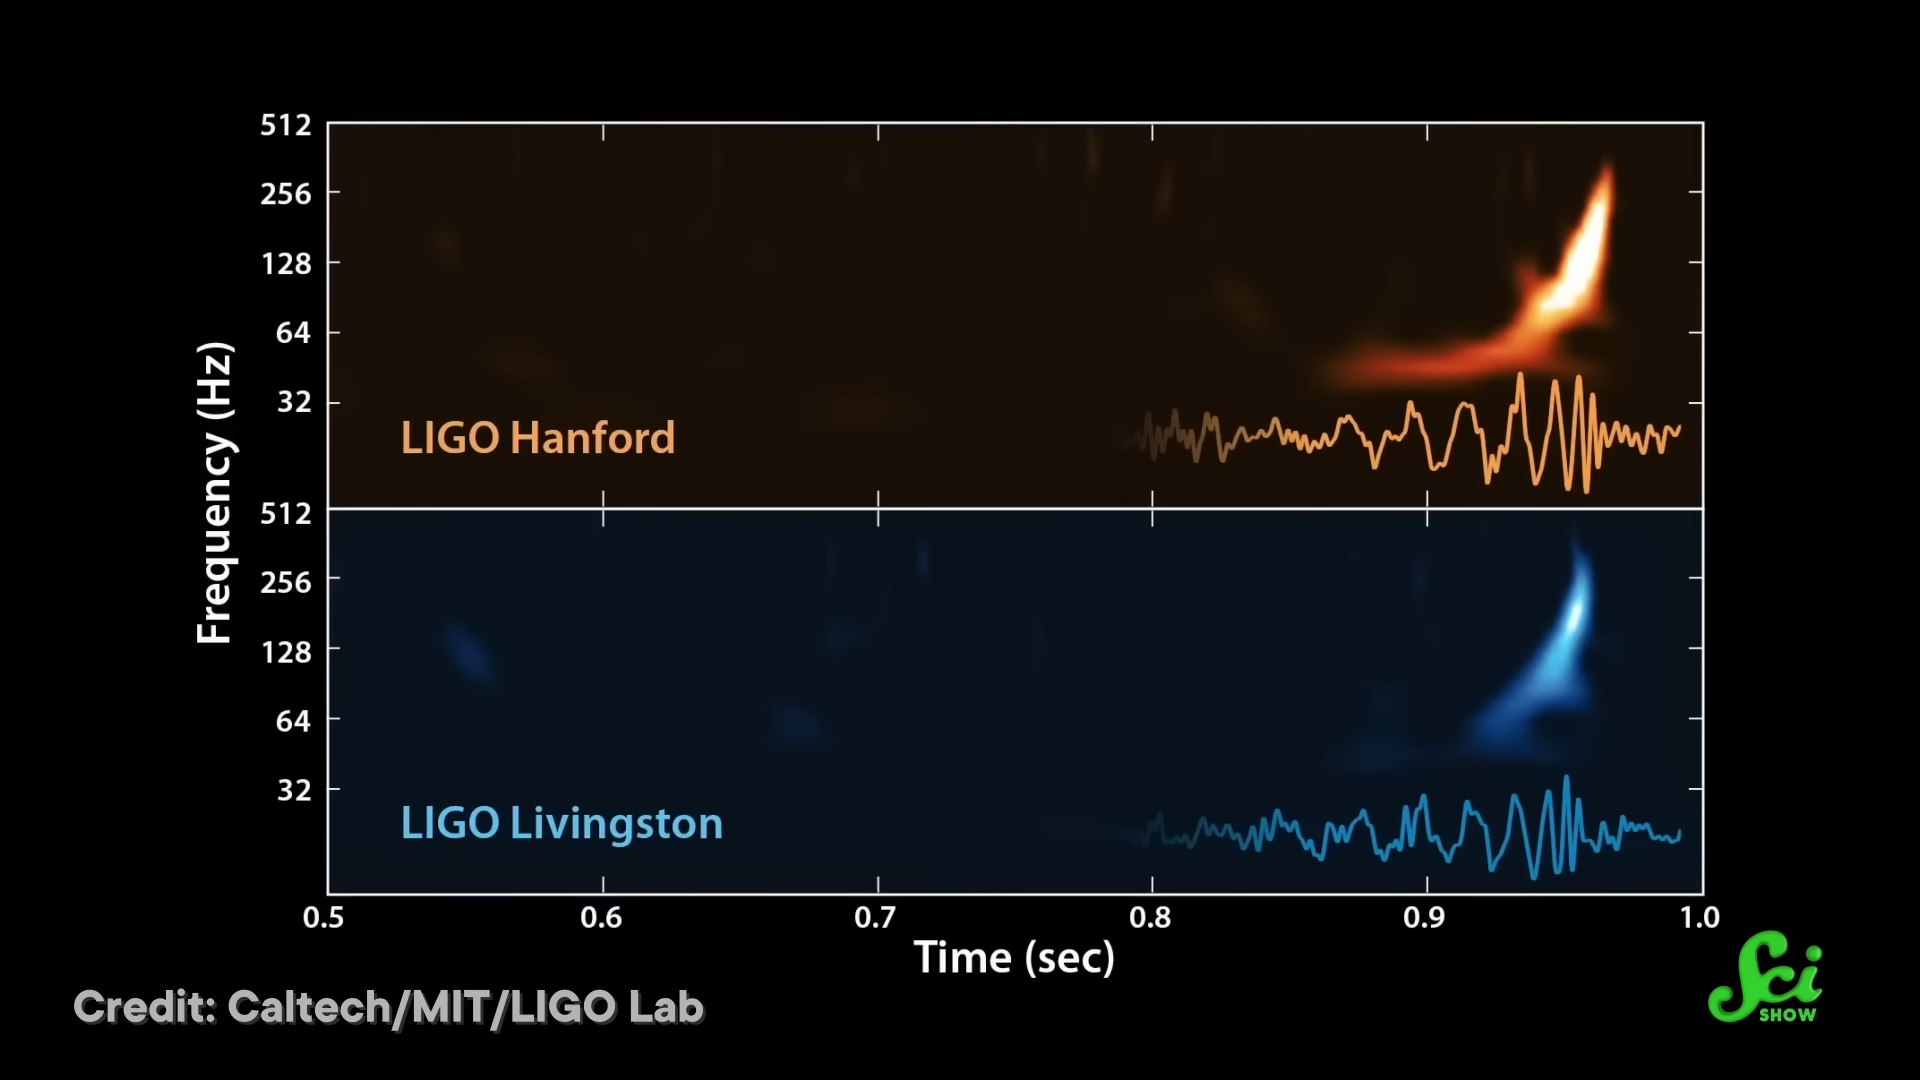 512
256
128
64
32
LIGO Hanford
Frequency (Hz)
512
256
128
64
32
LIGO Livingston
0.5 0.6 0.7 0.8 0.9 1.0
Time (sec)
Credit: Caltech/MIT/LIGO Lab
Sci
SHOW